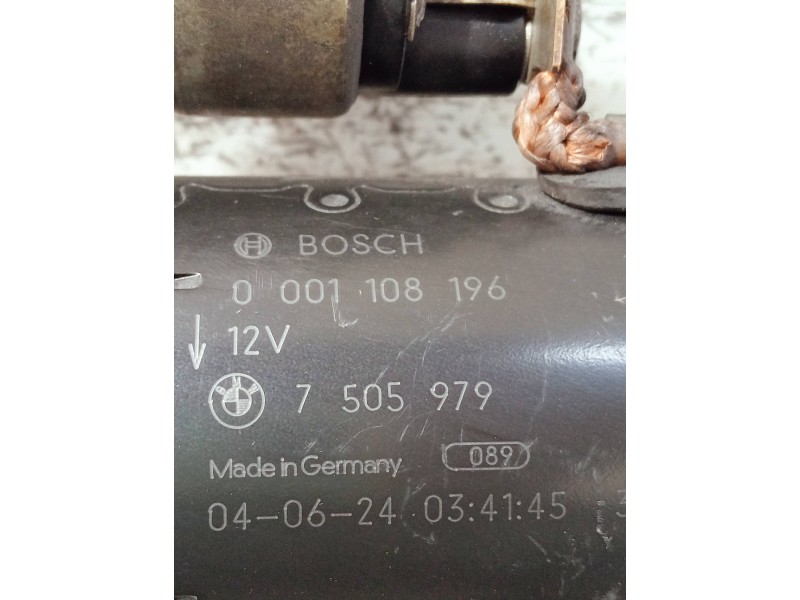 BOSCH
0 001 108 196
12V
BMW 7 505 979
Made in Germany 089
04-06-24 03:41:45